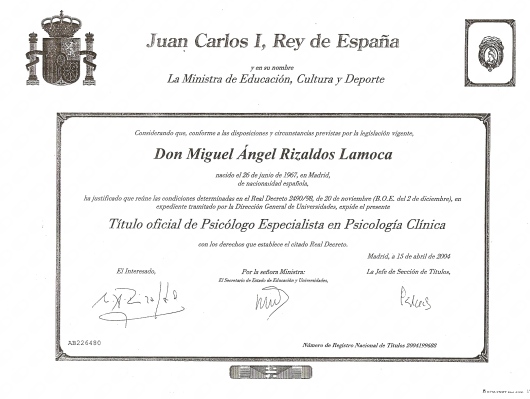 Juan Carlos I, Rey de España
y en su nombre
La Ministra de Educación, Cultura y Deporte
Considerando que, conforme a las disposiciones y circunstancias previstas por la legislación vigente,
Don Miguel Ángel Rizaldos Lamoca
nacido el 26 de junio de 1967, en Madrid,
de nacionalidad española,
ha justificado que reúne las condiciones determinadas en el Real Decreto 2490/98, de 20 de noviembre (B.O.E. del 2 de diciembre), en
expediente tramitado por la Dirección General de Universidades, expide el presente
Título oficial de Psicólogo Especialista en Psicología Clínica
con los derechos que establece el citado Real Decreto.
Madrid, a 15 de abril de 2004
El Interesado, Por la señora Ministra: La Jefe de Sección de Títulos,
El Secretario de Estado de Educación y Universidades,
AB226490
Número de Registro Nacional de Títulos 2004199688